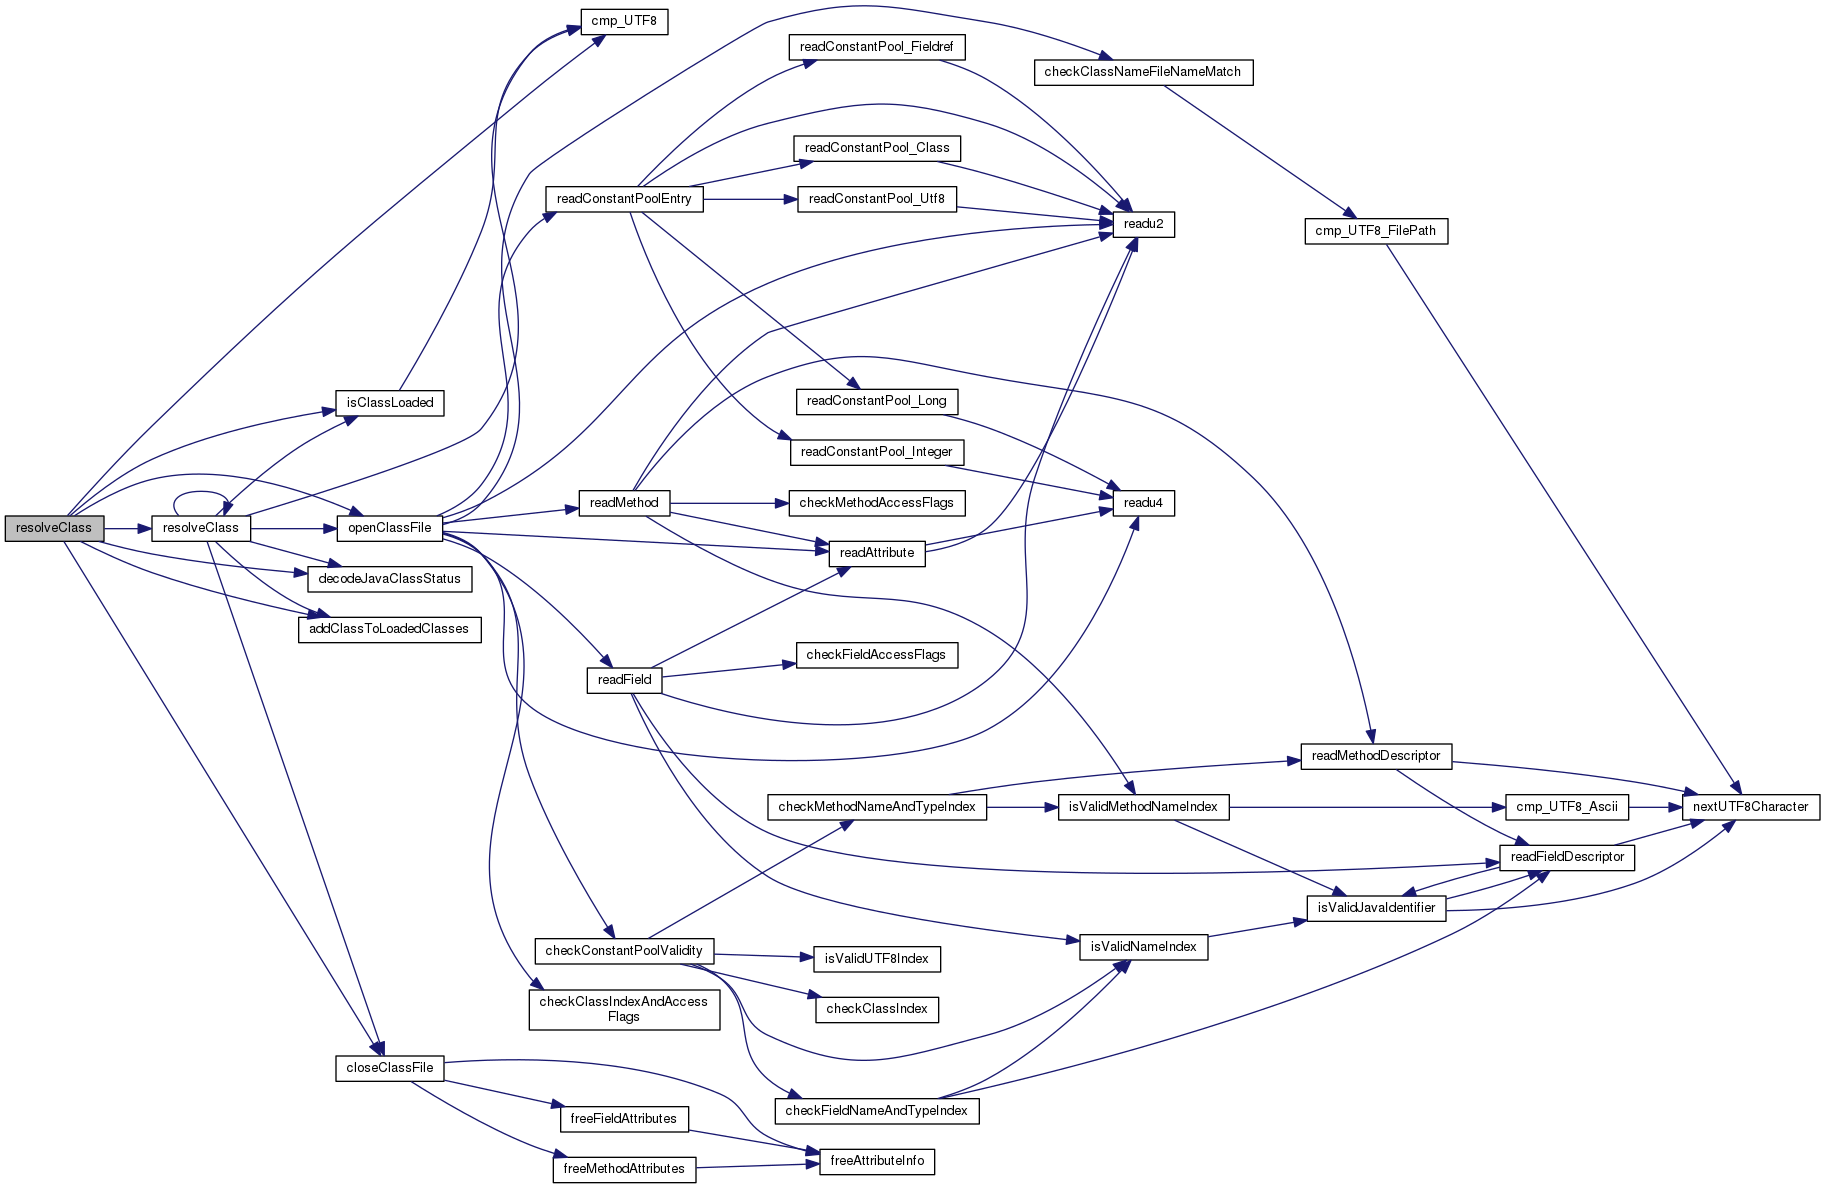 cmp_UTF8
readConstantPool_Fieldref
checkClassNameFileNameMatch
readConstantPool_Class
readConstantPoolEntry
readConstantPool_Utf8
readu2
cmp_UTF8_FilePath
isClassLoaded
readConstantPool_Long
readConstantPool_Integer
readMethod
checkMethodAccessFlags
readu4
resolveClass
resolveClass
openClassFile
readAttribute
decodeJavaClassStatus
addClassToLoadedClasses
checkFieldAccessFlags
readField
readMethodDescriptor
checkMethodNameAndTypeIndex
isValidMethodNameIndex
cmp_UTF8_Ascii
nextUTF8Character
readFieldDescriptor
isValidJavaIdentifier
checkConstantPoolValidity
isValidNameIndex
isValidUTF8Index
checkClassIndexAndAccess
Flags
checkClassIndex
closeClassFile
checkFieldNameAndTypeIndex
freeFieldAttributes
freeMethodAttributes
freeAttributeInfo